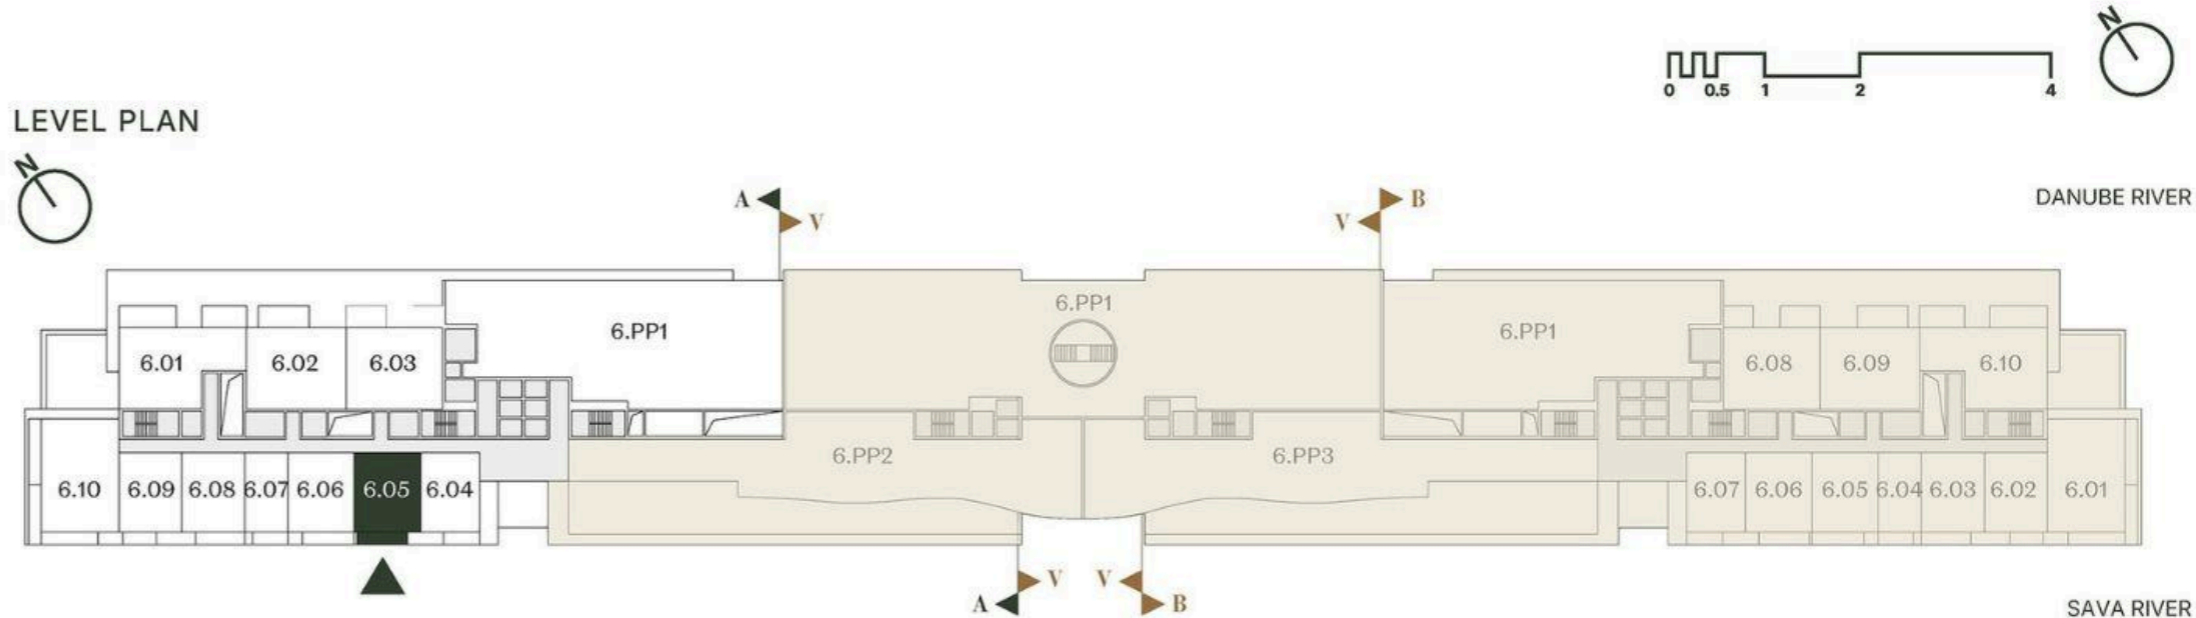 N
0 0.5 1 2 4
LEVEL PLAN
N
DANUBE RIVER
A V
V B
6.PP1
6.PP1 6.PP1
6.01 6.02 6.03
6.08 6.09 6.10
6.PP2 6.PP3
6.10 6.09 6.08 6.07 6.06 6.05 6.04
6.07 6.06 6.05 6.04 6.03 6.02 6.01
V V
A B
SAVA RIVER